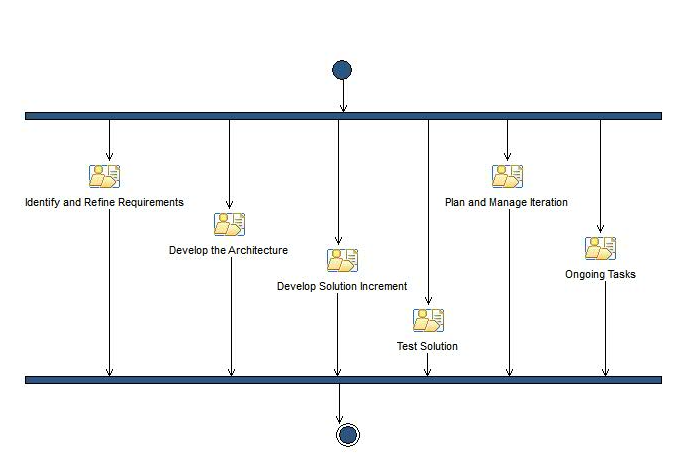 Identify and Refine Requirements
Plan and Manage Iteration
Develop the Architecture
Ongoing Tasks
Develop Solution Increment
Test Solution